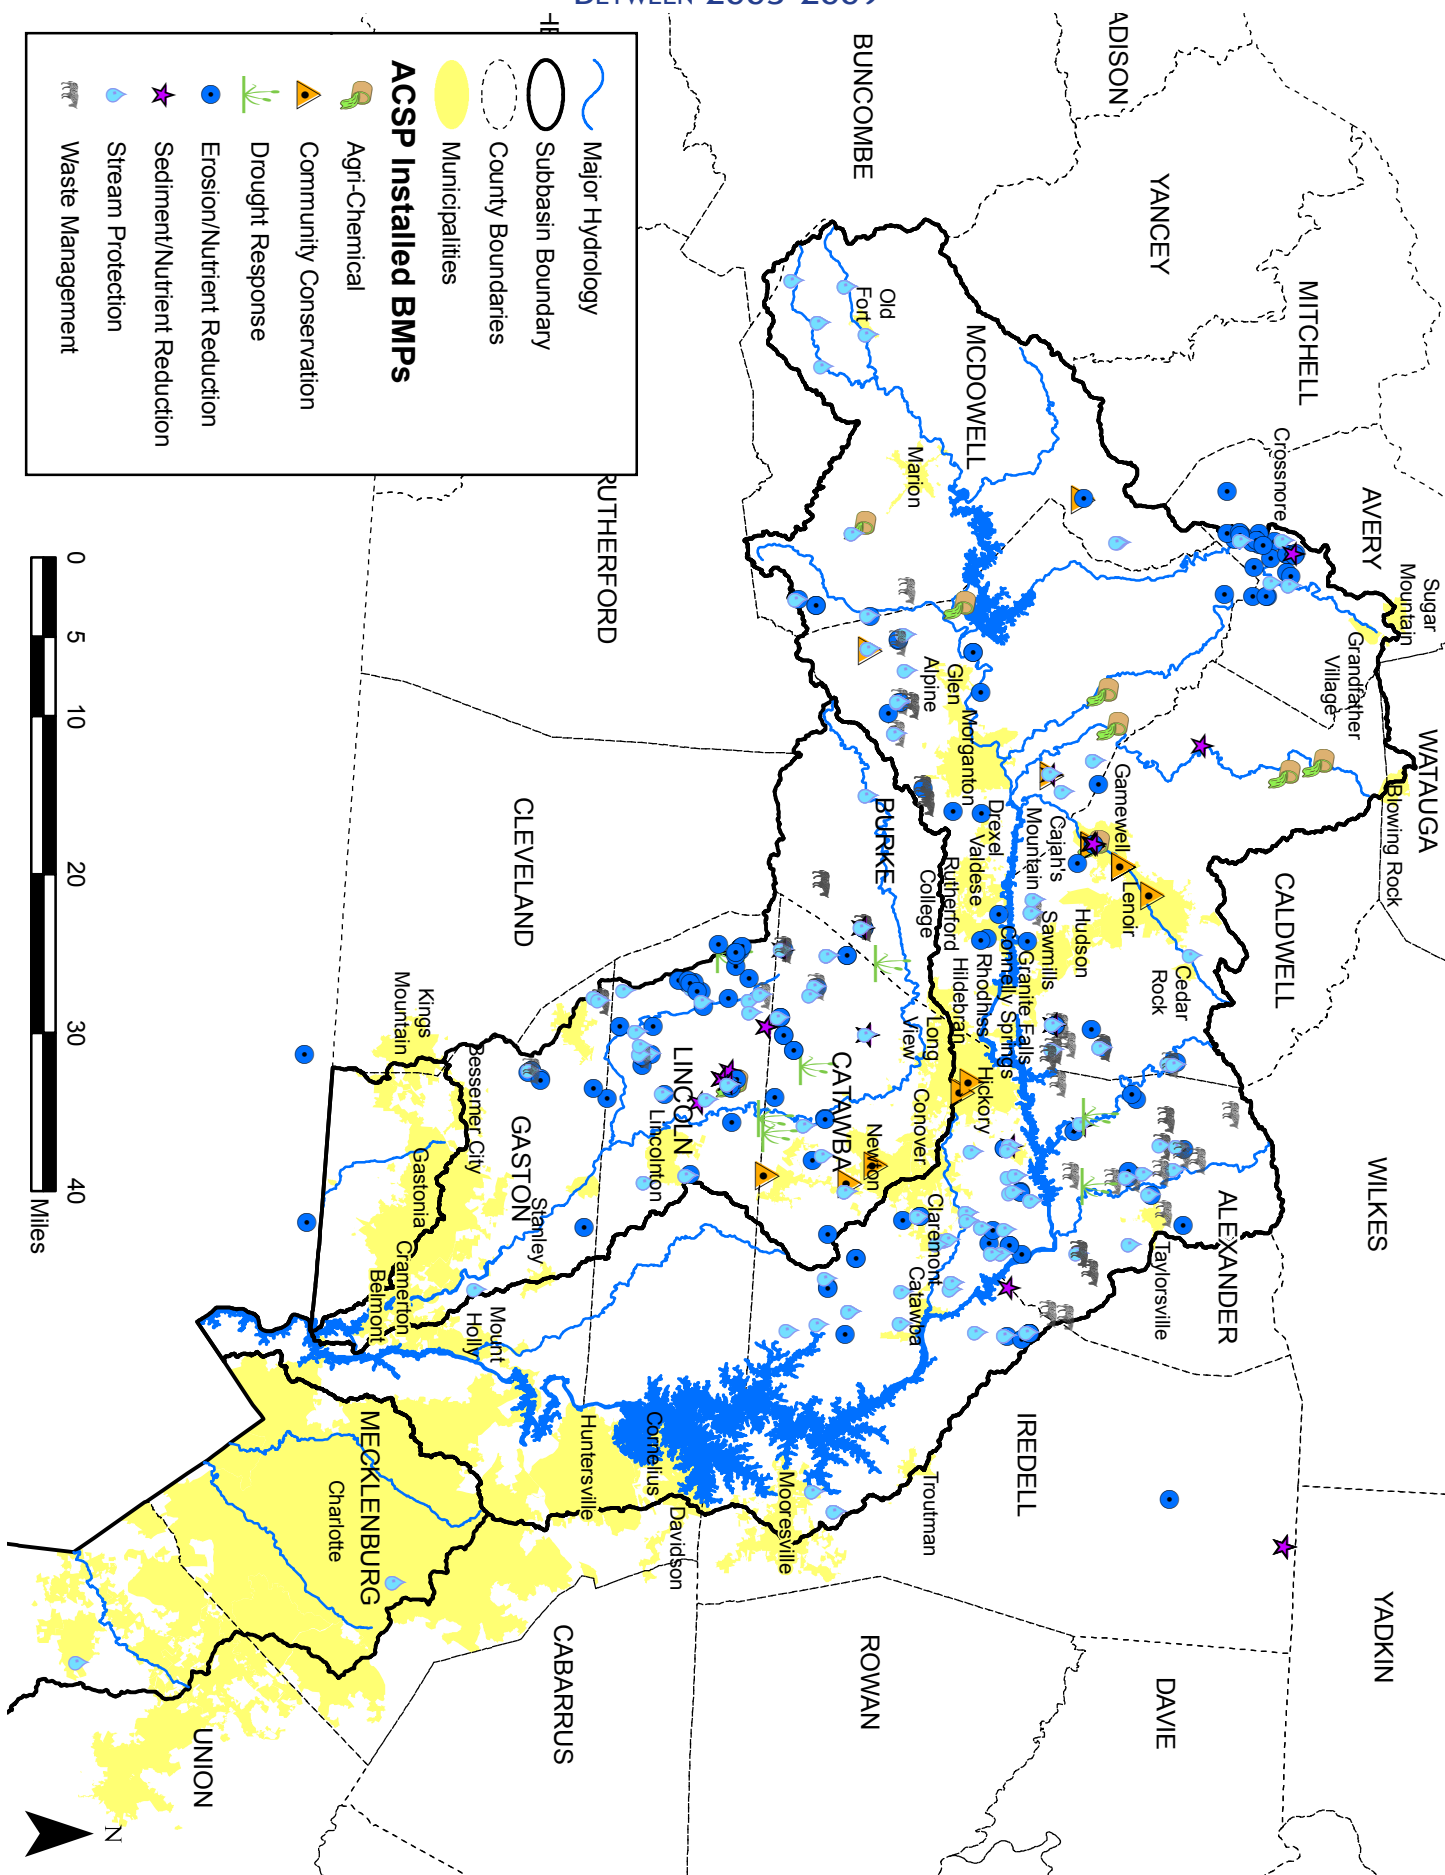 BETWEEN 2003-2009
Major Hydrology
Subbasin Boundary
County Boundaries
Municipalities
ACSP Installed BMPs
Agri-Chemical
Community Conservation
Drought Response
Erosion/Nutrient Reduction
Sediment/Nutrient Reduction
Stream Protection
Waste Management
ADISON
BUNCOMBE
YANCEY
MITCHELL
AVERY
WATAUGA
WILKES
YADKIN
DAVIE
ROWAN
CABARRUS
UNION
MECKLENBURG
IREDELL
ALEXANDER
CALDWELL
MCDOWELL
BURKE
CATAWBA
LINCOLN
GASTON
CLEVELAND
RUTHERFORD
HE
Old
Fort
Marion
Crossnore
Sugar
Mountain
Grandfather
Village
Blowing Rock
Glen
Alpine
Morganton
Drexel
Valdese
Rutherford
College
Gamewell
Cajah's
Mountain
Lenoir
Hudson
Sawmills
Cedar
Rock
Granite Falls
Connelly Springs
Rhodhiss
Hildebran
Long
View
Hickory
Conover
Newton
Claremont
Catawba
Taylorsville
Troutman
Mooresville
Davidson
Cornelius
Huntersville
Charlotte
Mount
Holly
Stanley
Lincolnton
Kings
Mountain
Bessemer City
Gastonia
Cramerton
Belmont
0 5 10 20 30 40
Miles
N